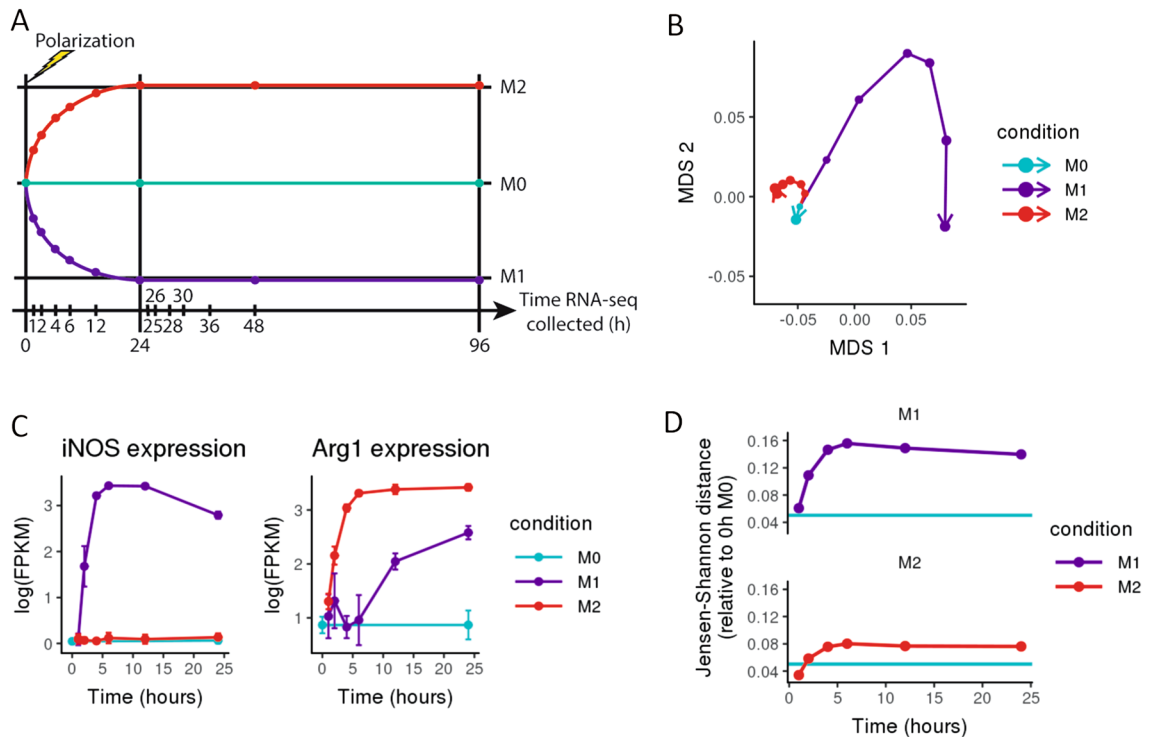 A
Polarization
M2
M0
M1
26 30
Time RNA-seq
collected (h)
12 4 6 12 25 28 36 48
0 24 96
B
MDS 2
0.05
0.00
-0.05
-0.05 0.00 0.05
MDS 1
condition
M0
M1
M2
C
iNOS expression
log(FPKM)
3
2
1
0
0 5 10 15 20 25
Time (hours)
Arg1 expression
log(FPKM)
3
2
1
0 5 10 15 20 25
Time (hours)
condition
M0
M1
M2
D
Jensen-Shannon distance
(relative to 0h M0)
M1
0.16
0.12
0.08
0.04
M2
0.16
0.12
0.08
0.04
0 5 10 15 20 25
Time (hours)
condition
M1
M2